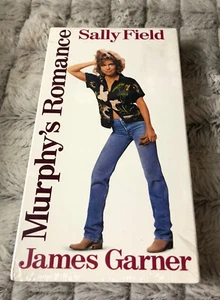 Sally Field
Murphy's Romance
James Garner